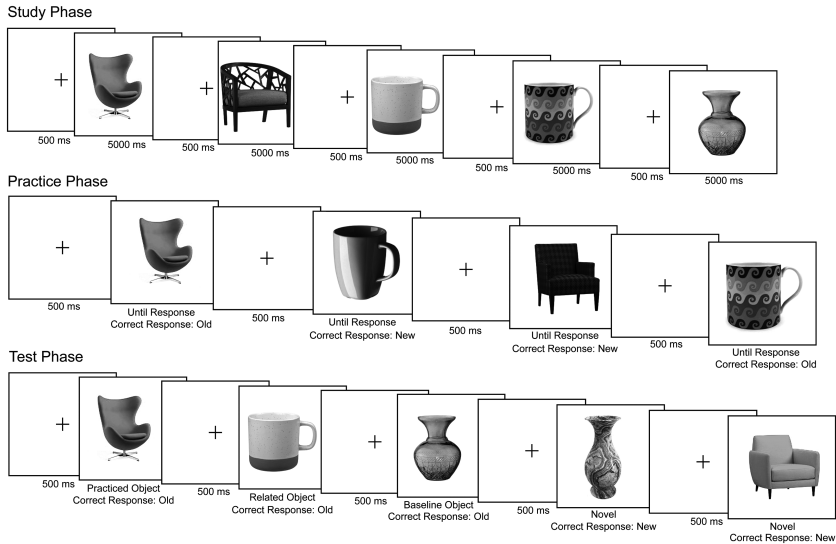 Study Phase
500 ms
5000 ms
500 ms
5000 ms
500 ms
5000 ms
500 ms
5000 ms
500 ms
5000 ms
Practice Phase
500 ms
Until Response
Correct Response: Old
500 ms
Until Response
Correct Response: New
500 ms
Until Response
Correct Response: New
500 ms
Until Response
Correct Response: Old
Test Phase
500 ms
Practiced Object
Correct Response: Old
500 ms
Related Object
Correct Response: Old
500 ms
Baseline Object
Correct Response: Old
500 ms
Novel
Correct Response: New
500 ms
Novel
Correct Response: New